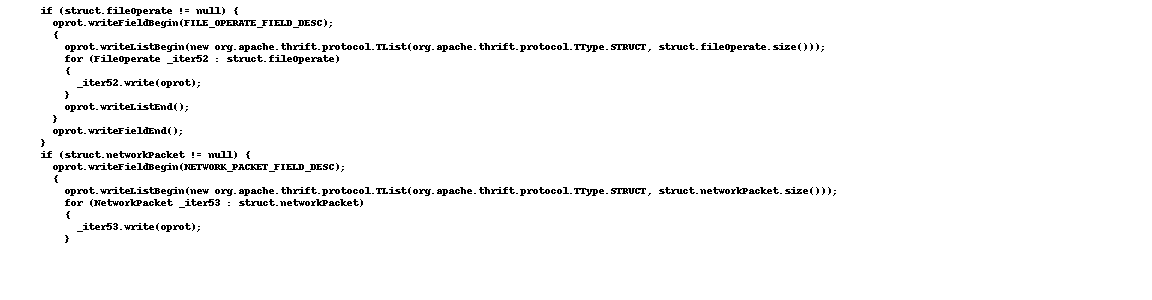 if (struct.fileOperate != null) {
oprot.writeFieldBegin(FILE_OPERATE_FIELD_DESC);
{
oprot.writeListBegin(new org.apache.thrift.protocol.TList(org.apache.thrift.protocol.TType.STRUCT, struct.fileOperate.size()));
for (FileOperate _iter52 : struct.fileOperate)
{
_iter52.write(oprot);
}
oprot.writeListEnd();
}
oprot.writeFieldEnd();
}
if (struct.networkPacket != null) {
oprot.writeFieldBegin(NETWORK_PACKET_FIELD_DESC);
{
oprot.writeListBegin(new org.apache.thrift.protocol.TList(org.apache.thrift.protocol.TType.STRUCT, struct.networkPacket.size()));
for (NetworkPacket _iter53 : struct.networkPacket)
{
_iter53.write(oprot);
}